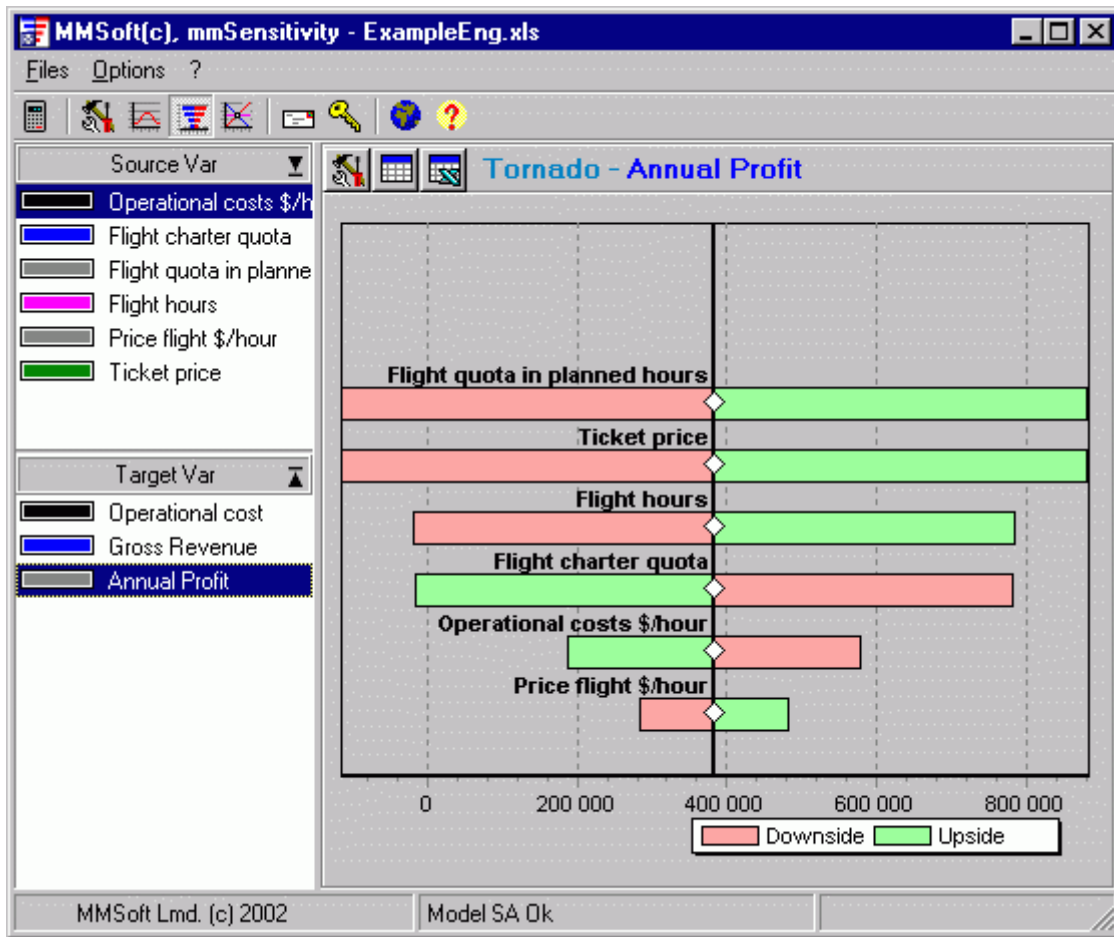 MMSoft(c), mmSensitivity - ExampleEng.xls
Files Options ?
Source Var
Operational costs $/h
Flight charter quota
Flight quota in planne
Flight hours
Price flight $/hour
Ticket price
Target Var
Operational cost
Gross Revenue
Annual Profit
Tornado - Annual Profit
Flight quota in planned hours
Ticket price
Flight hours
Flight charter quota
Operational costs $/hour
Price flight $/hour
0 200 000 400 000 600 000 800 000
Downside Upside
MMSoft Lmd. (c) 2002 Model SA Ok